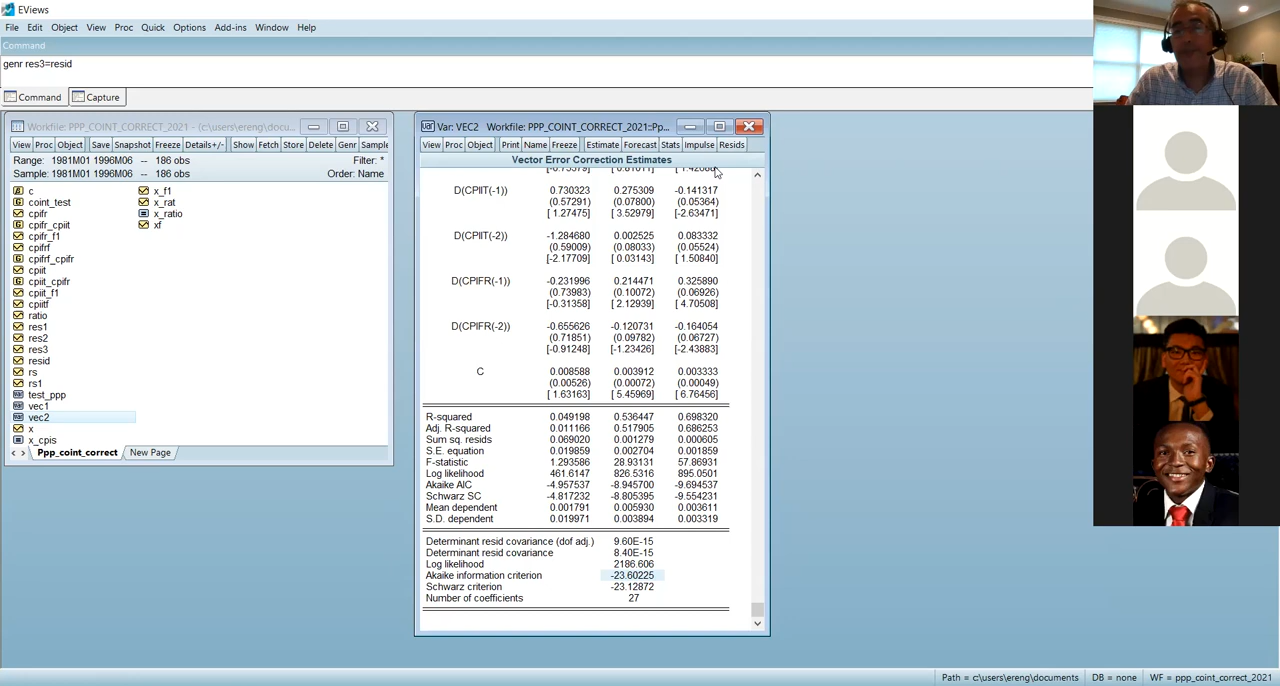 EViews
File Edit Object View Proc Quick Options Add-ins Window Help
Command
genr res3=resid
Command Capture
Workfile: PPP_COINT_CORRECT_2021 - (c:\users\ereng\docu...
View Proc Object Save Snapshot Freeze Details+/- Show Fetch Store Delete Genr Sample
Range: 1981M01 1996M06 -- 186 obs Filter: *
Sample: 1981M01 1996M06 -- 186 obs Order: Name
c x_f1
coint_test x_rat
cpifr x_ratio
cpifr_cpiit xf
cpifr_f1
cpifrf
cpifrf_cpifr
cpiit
cpiit_cpifr
cpiit_f1
cpiitf
ratio
res1
res2
res3
resid
rs
rs1
test_ppp
vec1
vec2
x
x_cpis
Ppp_coint_correct New Page
Var: VEC2 Workfile: PPP_COINT_CORRECT_2021::Pp...
View Proc Object Print Name Freeze Estimate Forecast Stats Impulse Resids
Vector Error Correction Estimates
D(CPIIT(-1)) 0.730323 0.275309 -0.141317
(0.57291) (0.07800) (0.05364)
[ 1.27475] [ 3.52979] [-2.63471]
D(CPIIT(-2)) -1.284680 0.002525 0.083332
(0.59009) (0.08033) (0.05524)
[-2.17709] [ 0.03143] [ 1.50840]
D(CPIFR(-1)) -0.231996 0.214471 0.325890
(0.73983) (0.10072) (0.06926)
[-0.31358] [ 2.12939] [ 4.70508]
D(CPIFR(-2)) -0.655626 -0.120731 -0.164054
(0.71851) (0.09782) (0.06727)
[-0.91248] [-1.23426] [-2.43883]
C 0.008588 0.003912 0.003333
(0.00526) (0.00072) (0.00049)
[ 1.63163] [ 5.45969] [ 6.76456]
R-squared 0.049198 0.536447 0.698320
Adj. R-squared 0.011166 0.517905 0.686253
Sum sq. resids 0.069020 0.001279 0.000605
S.E. equation 0.019859 0.002704 0.001859
F-statistic 1.293586 28.93131 57.86931
Log likelihood 461.6147 826.5316 895.0501
Akaike AIC -4.957537 -8.945700 -9.694537
Schwarz SC -4.817232 -8.805395 -9.554231
Mean dependent 0.001791 0.005930 0.003611
S.D. dependent 0.019971 0.003894 0.003319
Determinant resid covariance (dof adj.) 9.60E-15
Determinant resid covariance 8.40E-15
Log likelihood 2186.606
Akaike information criterion -23.60225
Schwarz criterion -23.12872
Number of coefficients 27
Path = c:\users\ereng\documents DB = none WF = ppp_coint_correct_2021